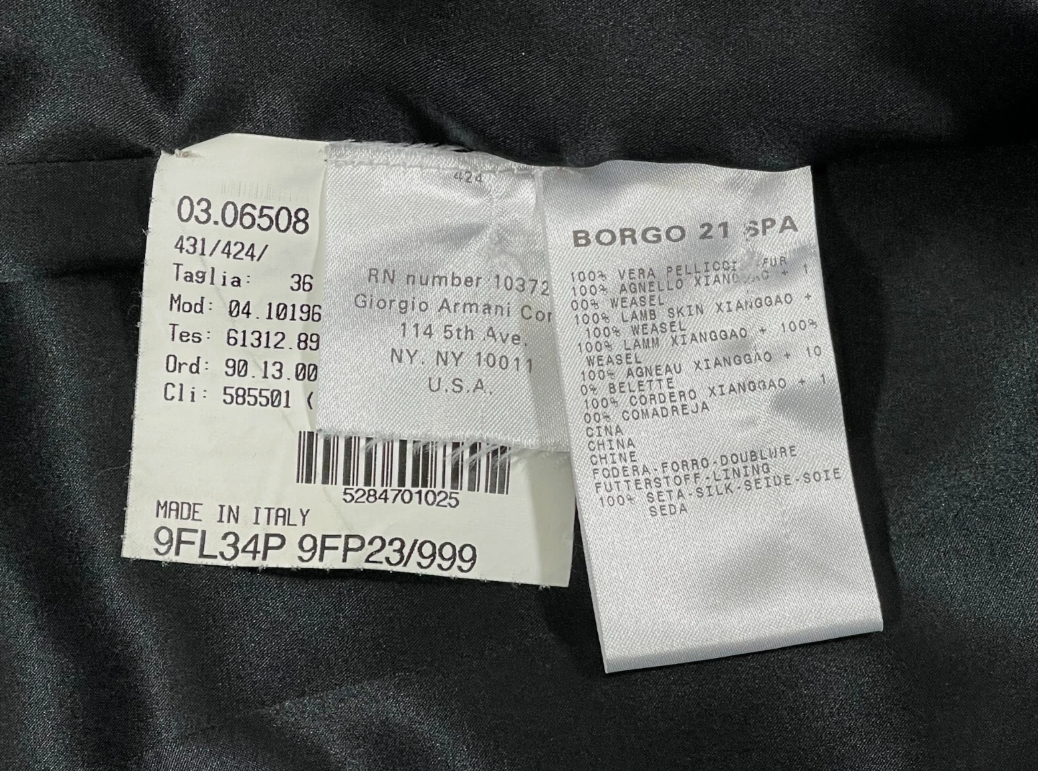 03.06508
431/424/
Taglia: 36
Mod: 04.10196
Tes: 61312.89
Ord: 90.13.00
Cli: 585501 (
5284701025
MADE IN ITALY
9FL34P 9FP23/999
424
RN number 10372
Giorgio Armani Cor
114 5th Ave.
NY. NY 10011
U.S.A.
BORGO 21 SPA
100% VERA FUR
100% AGNELLO + 1
00% WEASEL
100% LAMB SKIN XIANGGAO +
100% WEASEL
100% LAMM XIANGGAO + 100%
WEASEL
100% AGNEAU XIANGGAO + 10
0% BELETTE
100% CORDERO XIANGGAO + 1
00% COMADREJA
CINA
CHINA
CHINE
FODERA-FORRO-DOUBLURE
FUTTERSTOFF-LINING
100% SETA-SILK-SEIDE-SOIE
SEDA